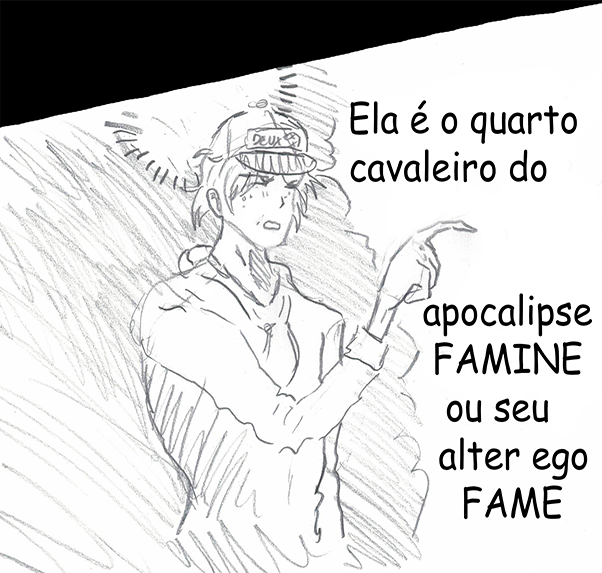 Ela é o quarto
cavaleiro do
apocalipse
FAMINE
ou seu
alter ego
FAME